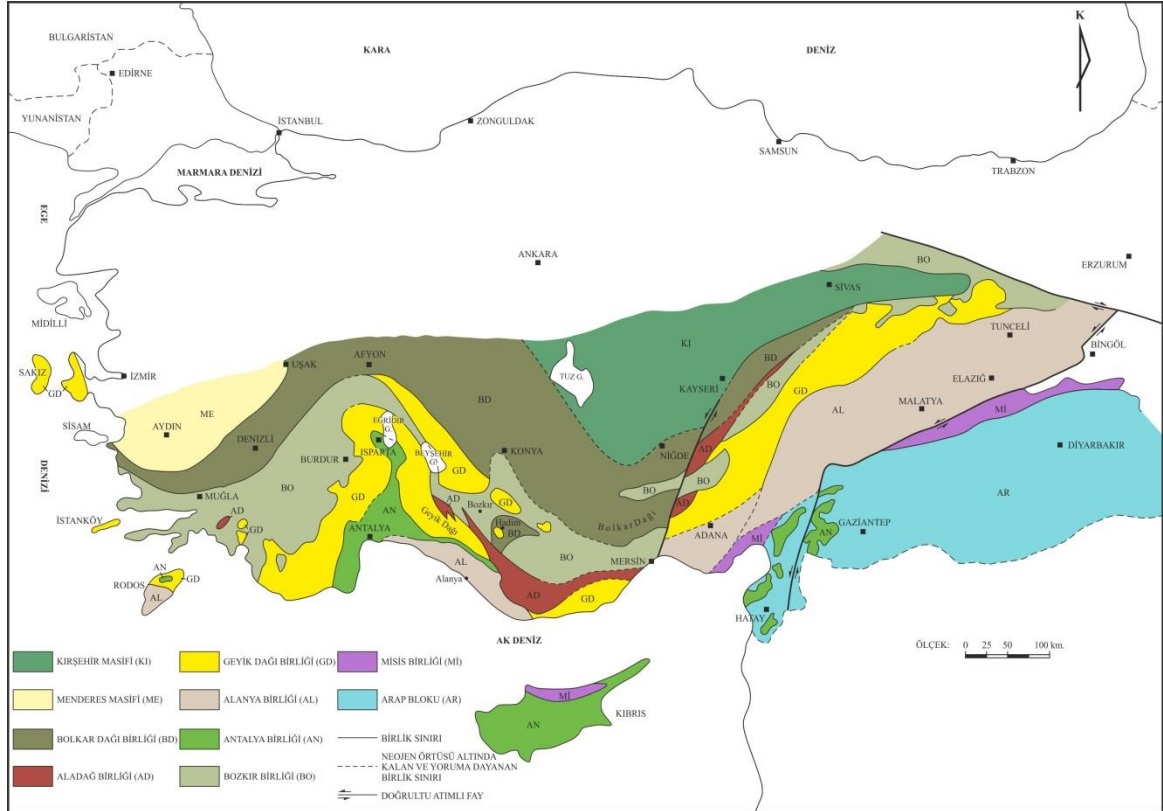 BULGARİSTAN
EDİRNE
YUNANİSTAN
KARA
DENİZ
K
İSTANBUL
ZONGULDAK
SAMSUN
TRABZON
MARMARA DENİZİ
EGE
DENİZİ
ANKARA
ERZURUM
BO
SİVAS
MİDİLLİ
TUNCELİ
BİNGÖL
UŞAK
AFYON
KI
BD
TUZ G.
KAYSERİ
BO
GD
ELAZIĞ
SAKIZ
GD
İZMİR
ME
AYDIN
SİSAM
BD
AL
MALATYA
Mİ
DİYARBAKIR
DENİZLİ
EĞRİDİR
G.
ISPARTA
BURDUR
BEYŞEHİR
G.
GD
KONYA
NİĞDE
AD
BO
BO
AD
MUĞLA
BO
GD
AN
AD
Bozkır
GD
Hadim
BD
Bolkar Dağı
AR
İSTANKÖY
AD
GD
Geyik Dağı
ANTALYA
ADANA
Mİ
AN
GAZİANTEP
AN
GD
RODOS
AL
AL
Alanya
BO
MERSİN
AD
GD
HATAY
AK DENİZ
ÖLÇEK:
0 25 50 100 km.
KIRŞEHİR MASİFİ (KI)
GEYİK DAĞI BİRLİĞİ (GD)
MİSİS BİRLİĞİ (Mİ)
MENDERES MASİFİ (ME)
ALANYA BİRLİĞİ (AL)
ARAP BLOKU (AR)
Mİ
AN
KIBRIS
BOLKAR DAĞI BİRLİĞİ (BD)
ANTALYA BİRLİĞİ (AN)
BİRLİK SINIRI
ALADAĞ BİRLİĞİ (AD)
BOZKIR BİRLİĞİ (BO)
NEOJEN ÖRTÜSÜ ALTINDA
KALAN VE YORUMA DAYANAN
BİRLİK SINIRI
DOĞRULTU ATIMLI FAY